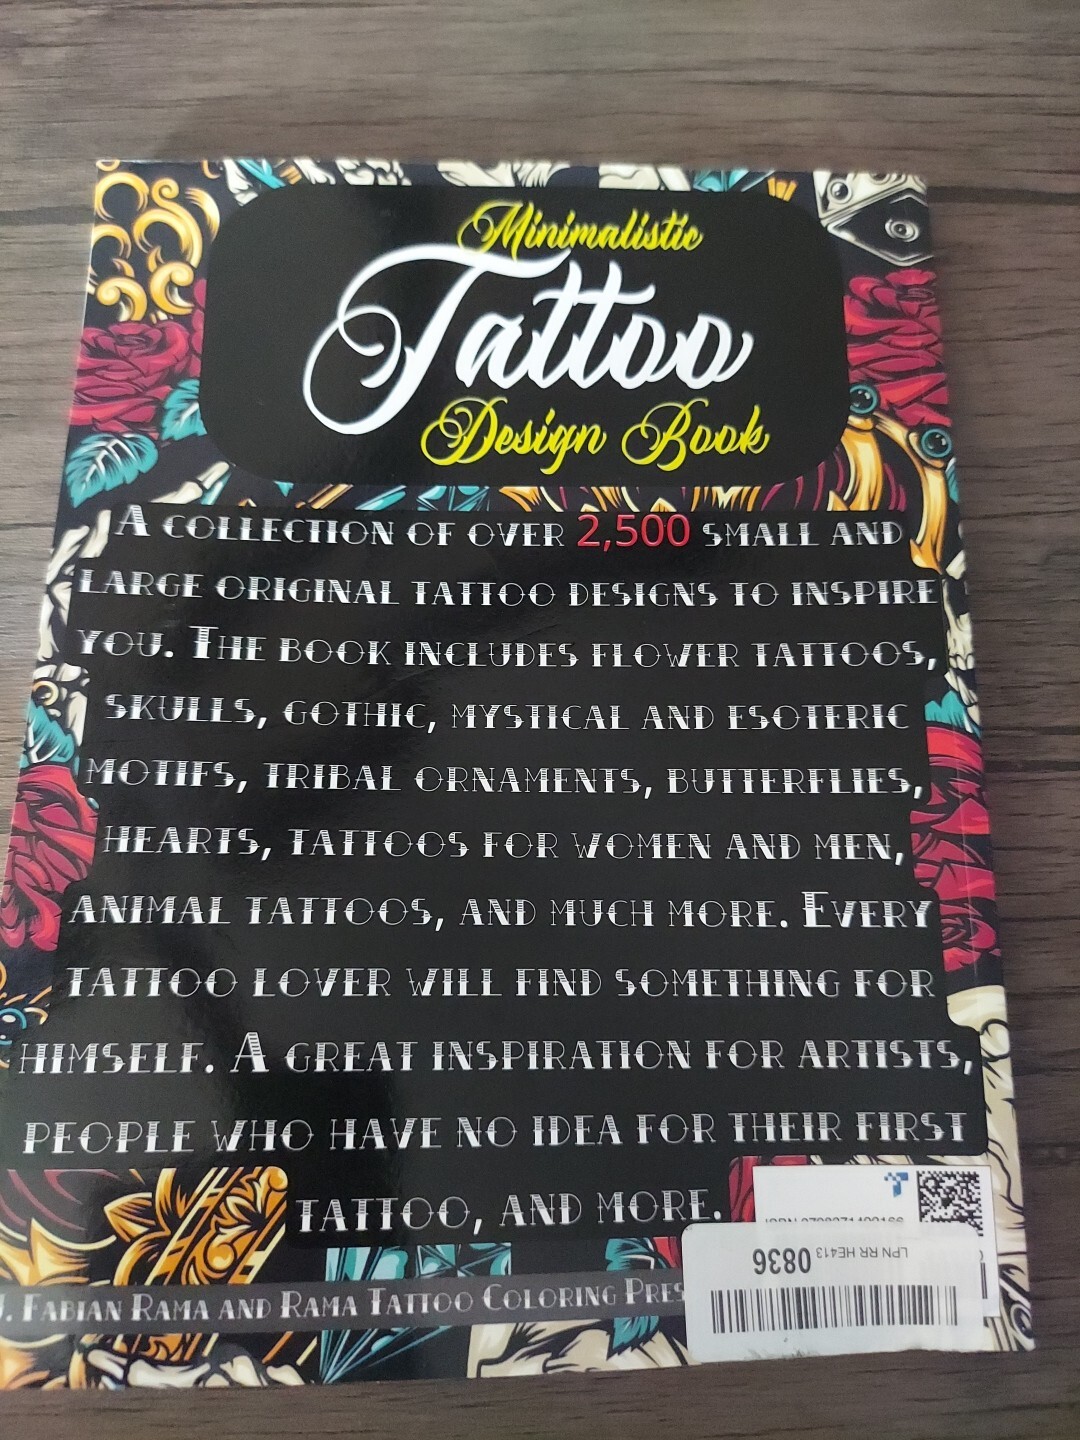 Minimalistic
Tattoo
Design Book
A COLLECTION OF OVER 2,500 SMALL AND
LARGE ORIGINAL TATTOO DESIGNS TO INSPIRE
YOU. THE BOOK INCLUDES FLOWER TATTOOS,
SKULLS, GOTHIC, MYSTICAL AND ESOTERIC
MOTIFS, TRIBAL ORNAMENTS, BUTTERFLIES,
HEARTS, TATTOOS FOR WOMEN AND MEN,
ANIMAL TATTOOS, AND MUCH MORE. EVERY
TATTOO LOVER WILL FIND SOMETHING FOR
HIMSELF. A GREAT INSPIRATION FOR ARTISTS,
PEOPLE WHO HAVE NO IDEA FOR THEIR FIRST
TATTOO, AND MORE.
LPN RR HE413
0836
J. FABIAN RAMA AND RAMA TATTOO COLORING PRES